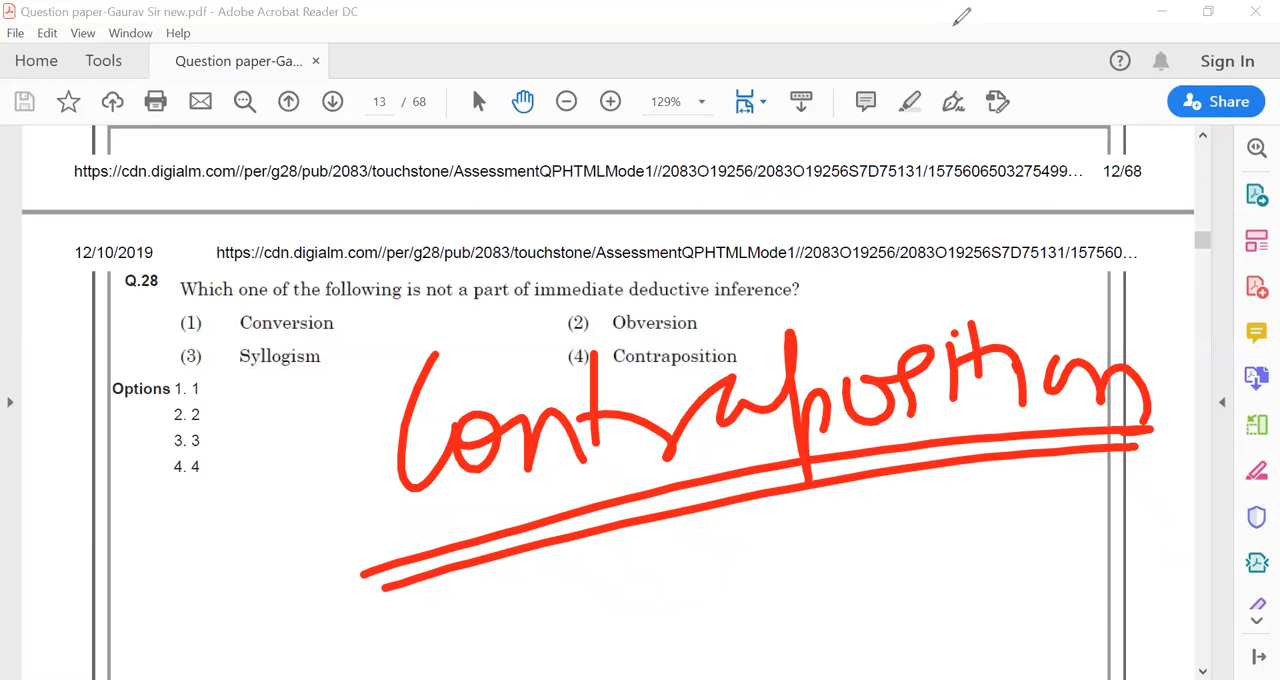 Question paper-Gaurav Sir new.pdf - Adobe Acrobat Reader DC
File Edit View Window Help
Home Tools Question paper-Ga... × Sign In
13 / 68 129% Share
https://cdn.digialm.com//per/g28/pub/2083/touchstone/AssessmentQPHTMLMode1//2083O19256/2083O19256S7D75131/1575606503275499... 12/68
12/10/2019 https://cdn.digialm.com//per/g28/pub/2083/touchstone/AssessmentQPHTMLMode1//2083O19256/2083O19256S7D75131/157560...
Q.28 Which one of the following is not a part of immediate deductive inference?
(1) Conversion (2) Obversion
(3) Syllogism (4) Contraposition
Options 1. 1
2. 2
3. 3
4. 4
Contraposition